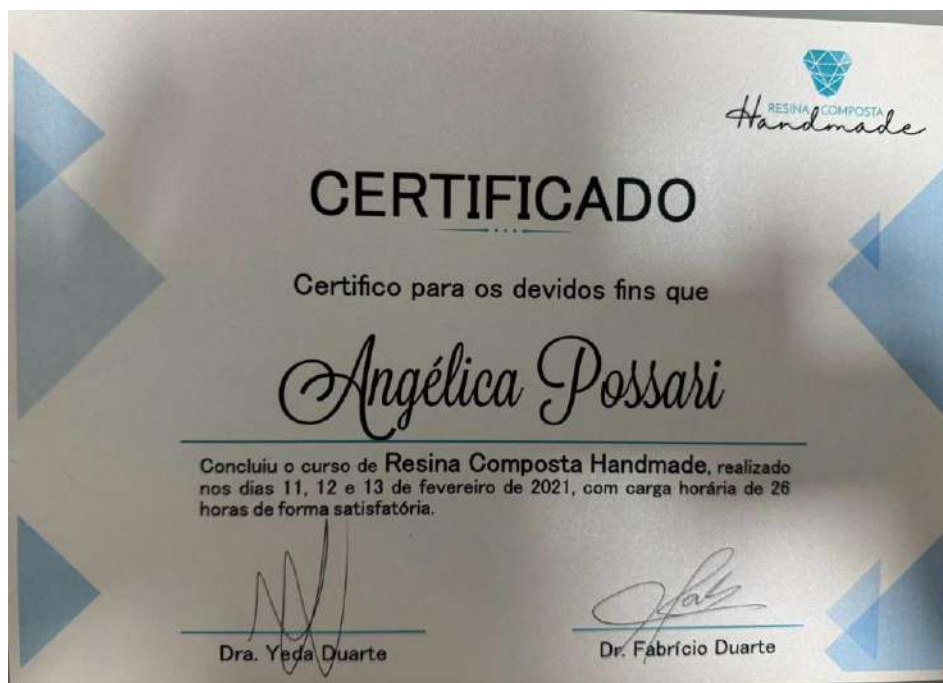 RESINA COMPOSTA
Handmade
CERTIFICADO
Certifico para os devidos fins que
Angélica Possari
Concluiu o curso de Resina Composta Handmade, realizado
nos dias 11, 12 e 13 de fevereiro de 2021, com carga horária de 26
horas de forma satisfatória.
Dra. Yeda Duarte
Dr. Fabrício Duarte